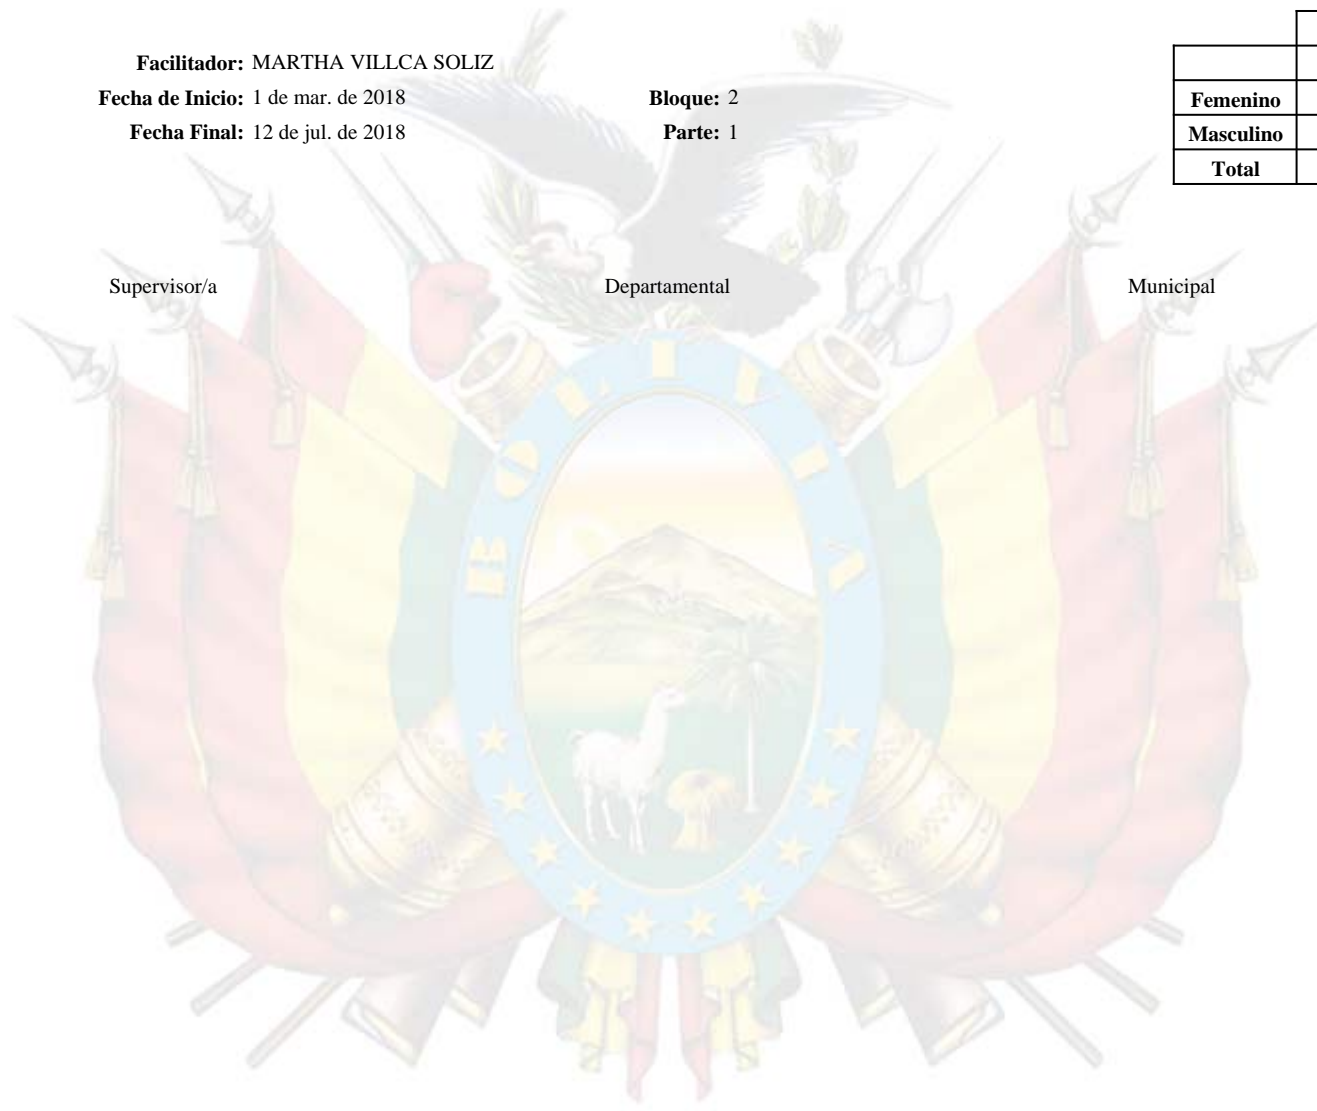 Facilitador: MARTHA VILLCA SOLIZ
Fecha de Inicio: 1 de mar. de 2018 Bloque: 2
Fecha Final: 12 de jul. de 2018 Parte: 1
Femenino
Masculino
Total
Supervisor/a Departamental Municipal
BOLIVIA